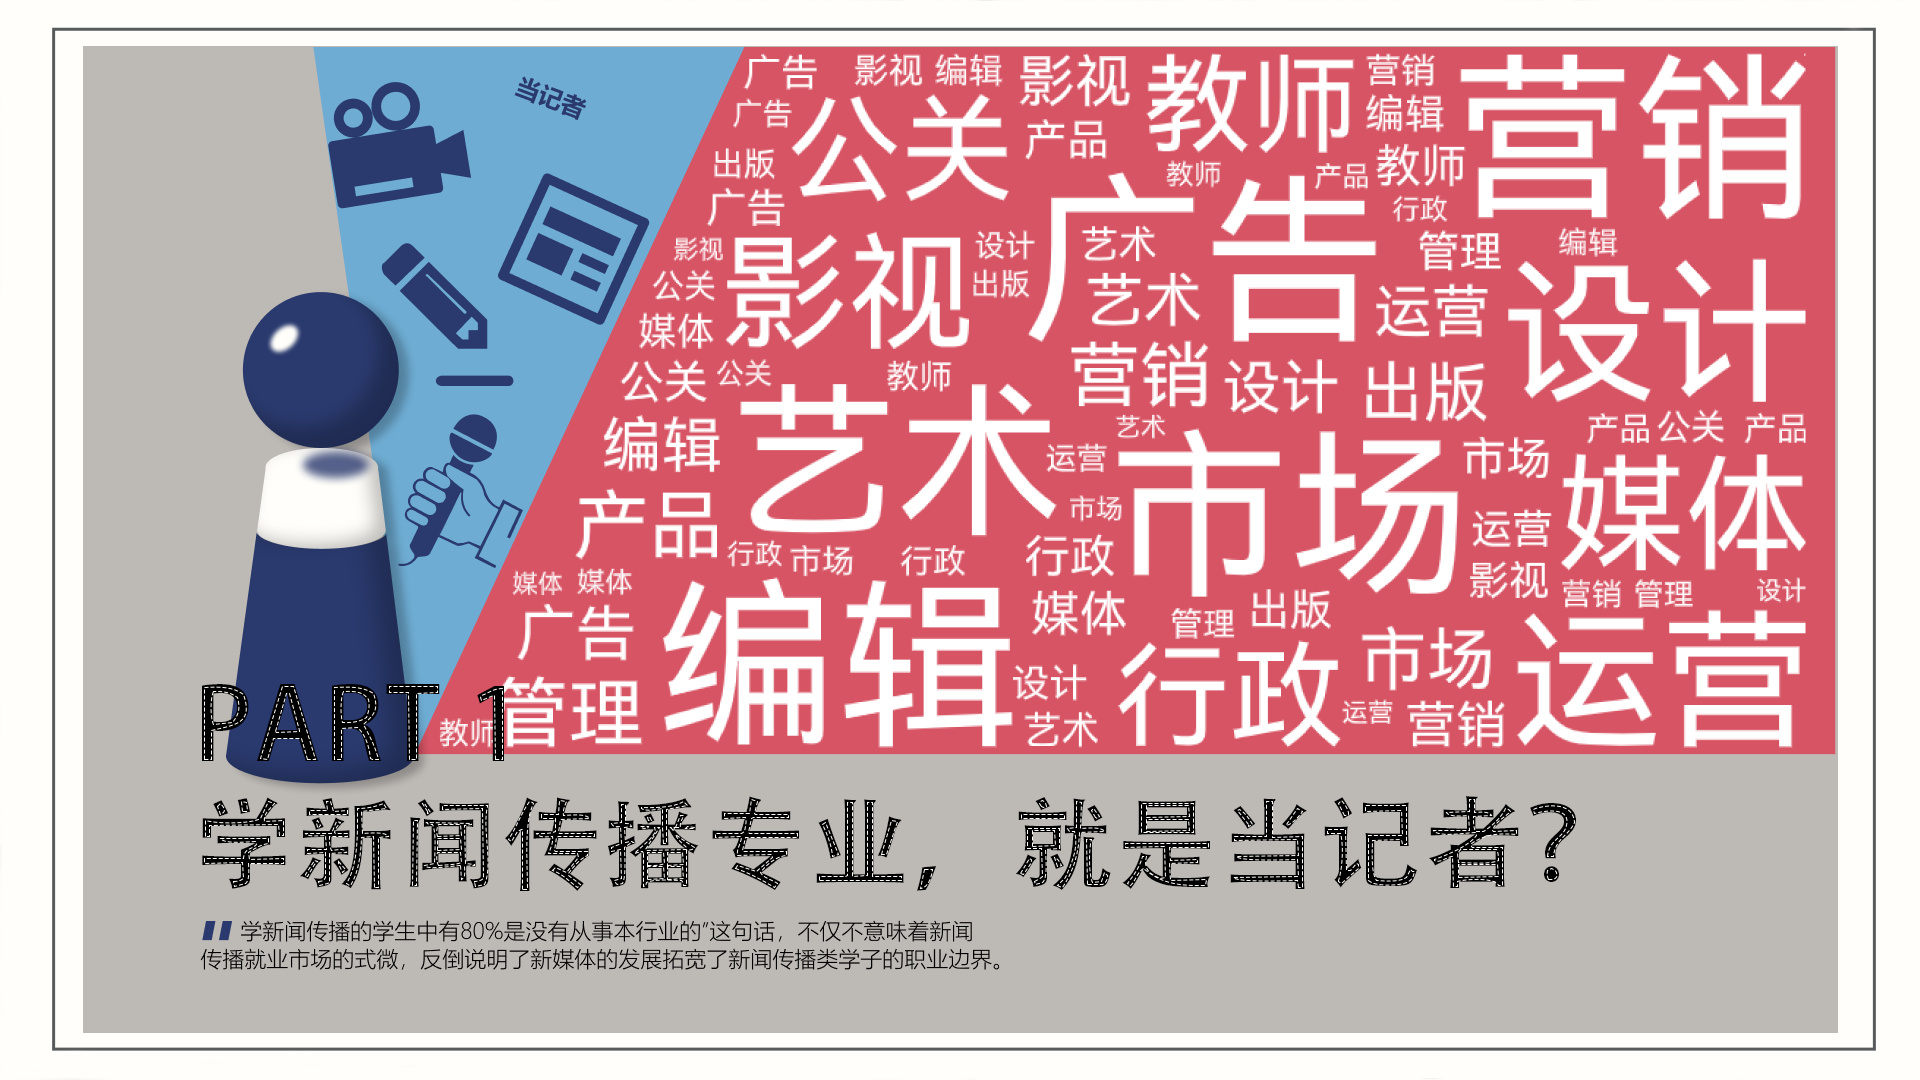 当记者
广告 影视 编辑 影视 教师 营销 营销
广告 公关 产品 编辑
出版 教师 产品 教师
广告 广告 行政
影视 影视 设计 艺术 管理 编辑
公关 出版 艺术 运营 设计
媒体
公关 公关 教师 营销 设计 出版
编辑 艺术 运营 艺术 市场 市场 产品 公关 产品
产品 市场 运营 媒体
行政 市场 行政 行政 影视
媒体 媒体 编辑 媒体 管理 出版 营销 管理 设计
广告 设计 行政 市场 运营
教师 管理 艺术 运营 营销
PART 1
学新闻传播专业，就是当记者？
"学新闻传播的学生中有80%是没有从事本行业的"这句话，不仅不意味着新闻
传播就业市场的式微，反倒说明了新媒体的发展拓宽了新闻传播类学子的职业边界。